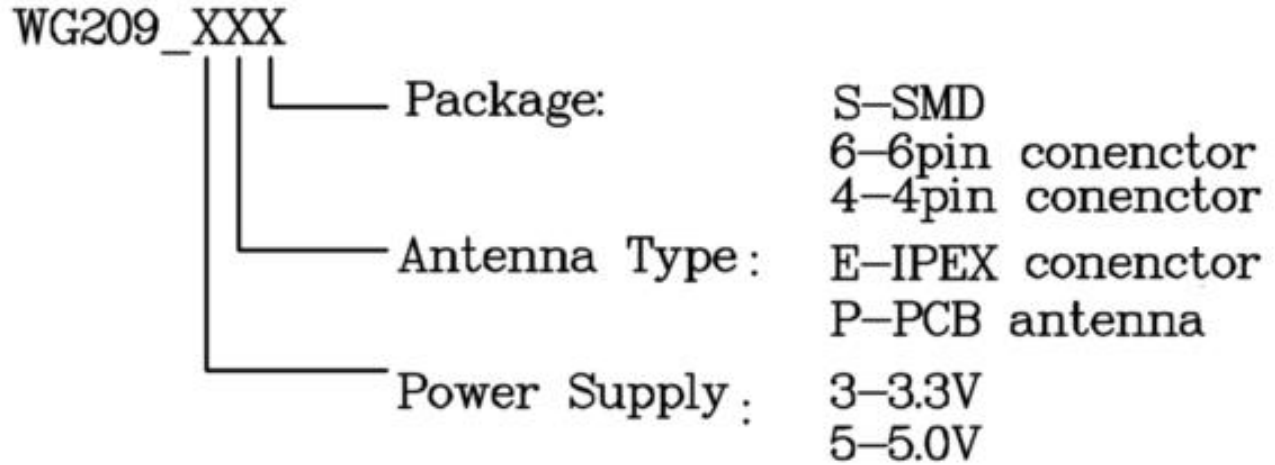 WG209_XXX
Package: S-SMD
6-6pin conenctor
4-4pin conenctor
Antenna Type: E-IPEX conenctor
P-PCB antenna
Power Supply: 3-3.3V
5-5.0V